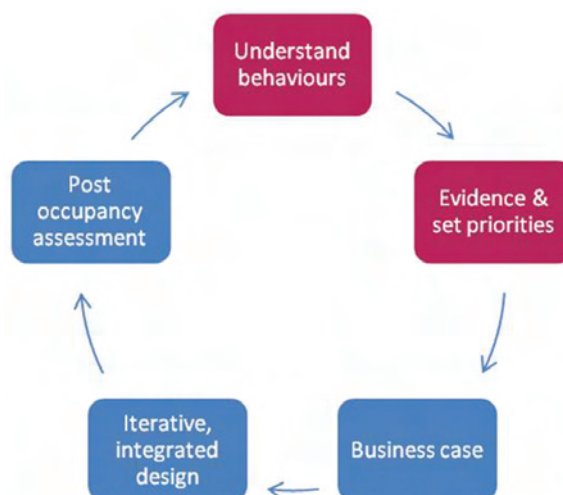 Understand
behaviours
Evidence &
set priorities
Business case
Iterative,
integrated
design
Post
occupancy
assessment